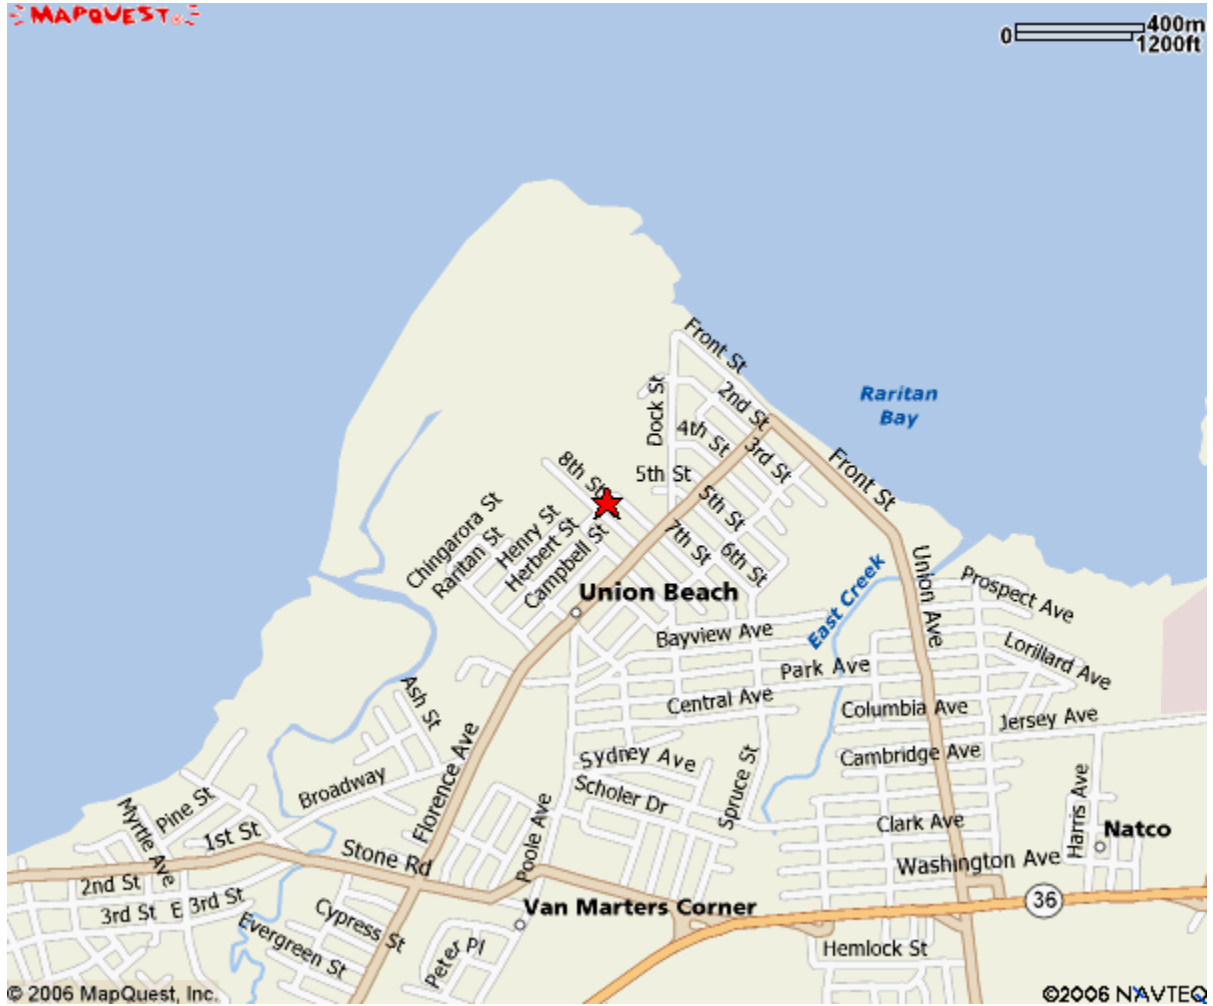 MAPQUEST®
400m
0
1200ft
Front St
Raritan
Bay
2nd St
Dock St
4th St
3rd St
Front St
8th St
5th St
5th St
Chingarora St
Raritan St
Henry St
Herbert St
Campbell St
7th St
6th St
Union Beach
East Creek
Union Ave
Prospect Ave
Bayview Ave
Lorillard Ave
Park Ave
Central Ave
Columbia Ave
Jersey Ave
Ash St
Sydney Ave
Cambridge Ave
Broadway
Florence Ave
Scholer Dr
Spruce St
Pine St
Myrtle Ave
1st St
Poole Ave
Clark Ave
Harris Ave
Natco
Stone Rd
Washington Ave
2nd St
3rd St
E 3rd St
Cypress St
Van Marters Corner
36
Evergreen St
Peter Pl
Hemlock St
© 2006 MapQuest, Inc.
©2006 NAVTEQ